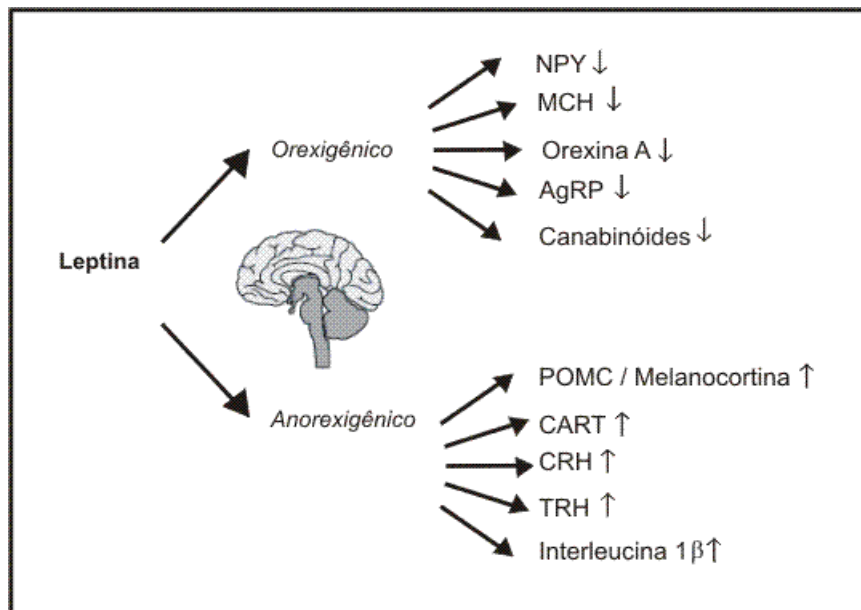 NPY ↓
MCH ↓
Orexigênico
Orexina A ↓
AgRP ↓
Canabinóides ↓
Leptina
POMC / Melanocortina ↑
Anorexigênico
CART ↑
CRH ↑
TRH ↑
Interleucina 1β↑